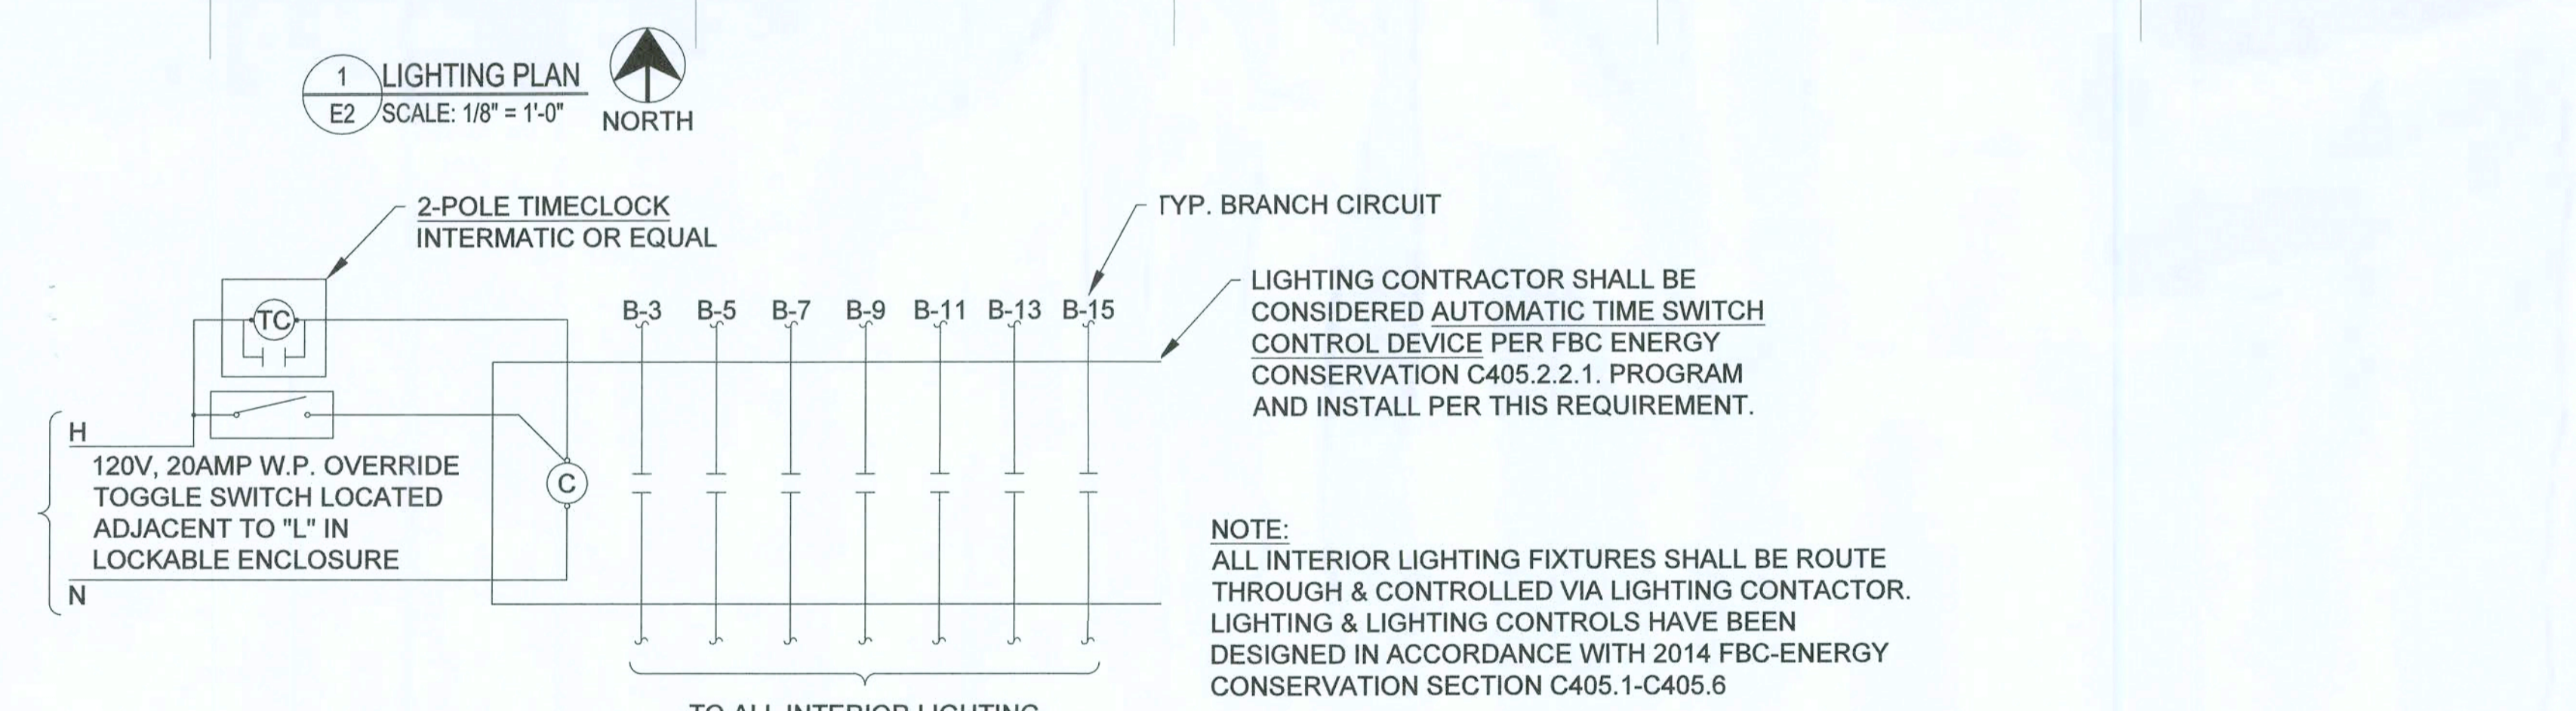 1
E2
LIGHTING PLAN
SCALE: 1/8" = 1'-0"
NORTH
2-POLE TIMECLOCK
INTERMATIC OR EQUAL
TYP. BRANCH CIRCUIT
LIGHTING CONTRACTOR SHALL BE
CONSIDERED AUTOMATIC TIME SWITCH
CONTROL DEVICE PER FBC ENERGY
CONSERVATION C405.2.2.1. PROGRAM
AND INSTALL PER THIS REQUIREMENT.
TC
B-3 B-5 B-7 B-9 B-11 B-13 B-15
H
120V, 20AMP W.P. OVERRIDE
TOGGLE SWITCH LOCATED
ADJACENT TO "L" IN
LOCKABLE ENCLOSURE
N
C
NOTE:
ALL INTERIOR LIGHTING FIXTURES SHALL BE ROUTE
THROUGH & CONTROLLED VIA LIGHTING CONTACTOR.
LIGHTING & LIGHTING CONTROLS HAVE BEEN
DESIGNED IN ACCORDANCE WITH 2014 FBC-ENERGY
CONSERVATION SECTION C405.1-C405.6
TO ALL INTERIOR LIGHTING